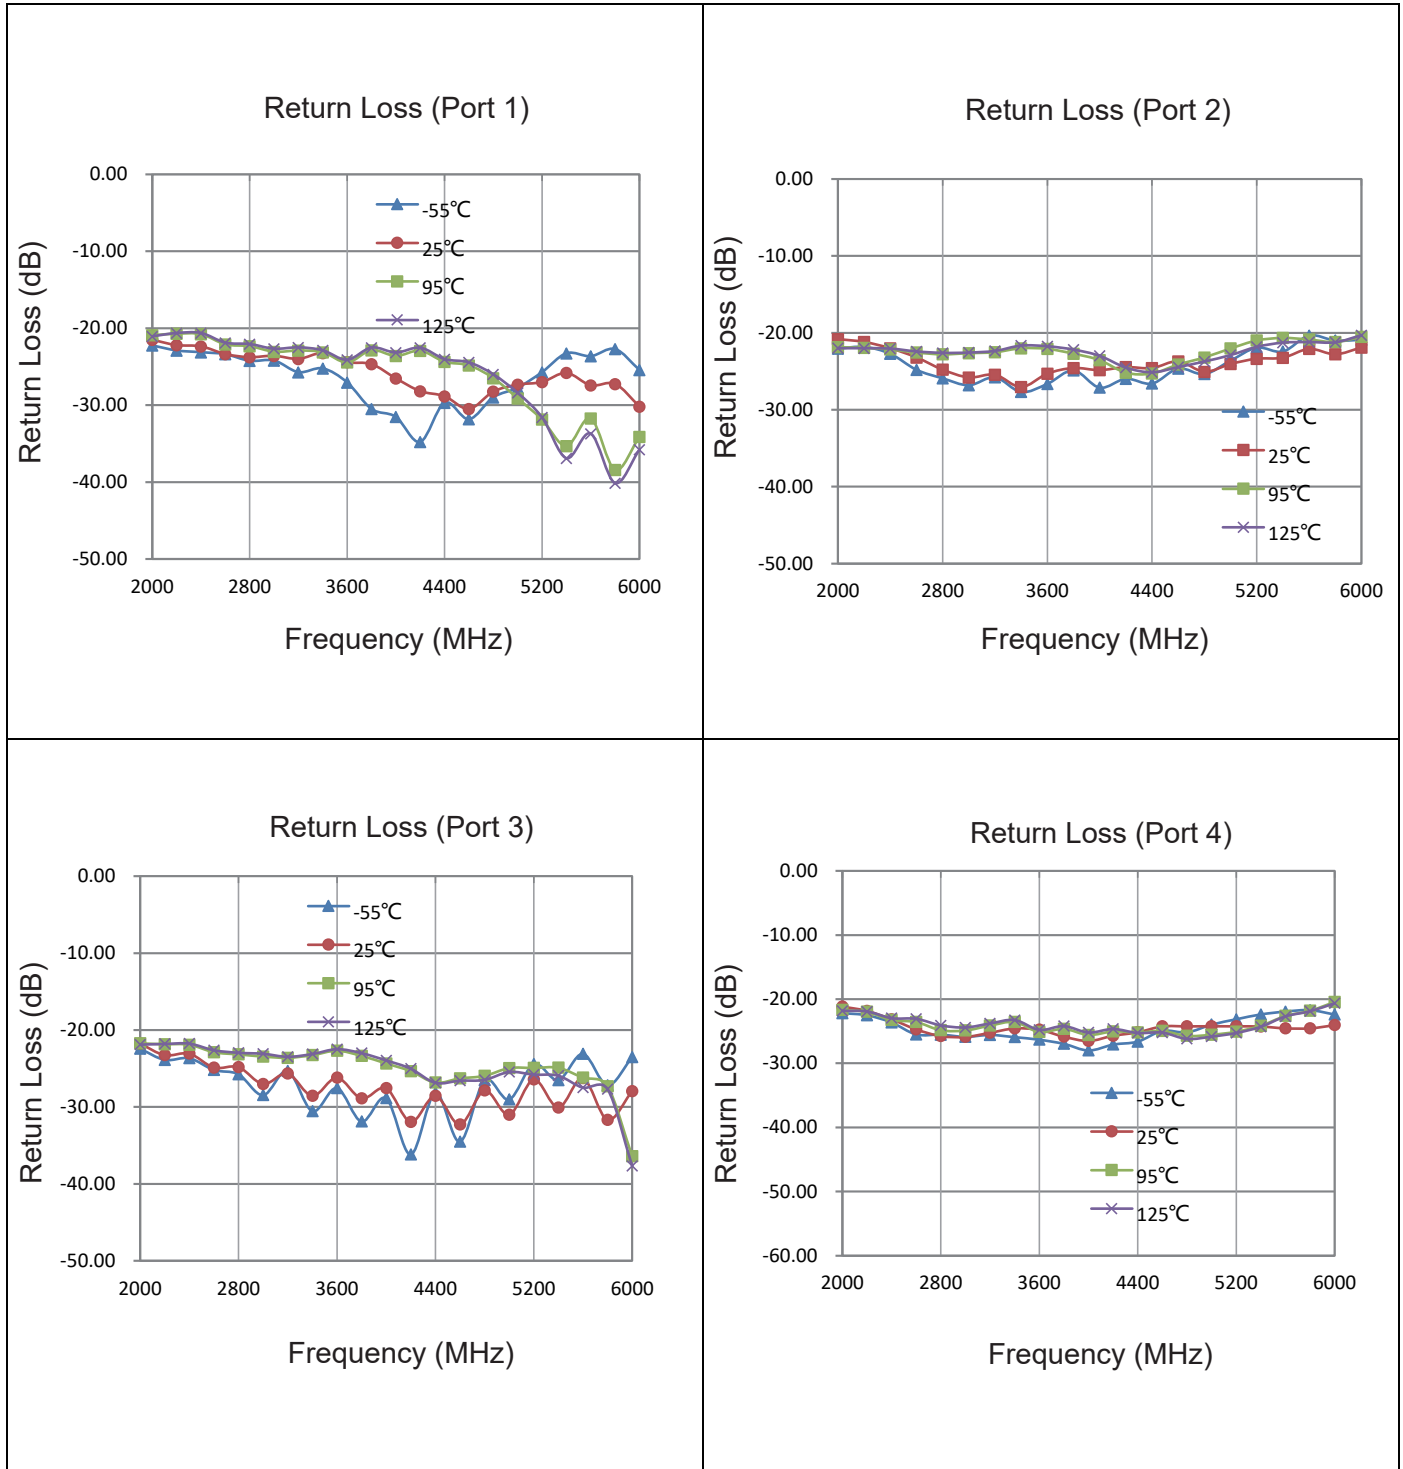 Return Loss (Port 1)
Return Loss (dB)
0.00
-10.00
-20.00
-30.00
-40.00
-50.00
-55℃
25℃
95℃
125℃
2000 2800 3600 4400 5200 6000
Frequency (MHz)
Return Loss (Port 2)
Return Loss (dB)
0.00
-10.00
-20.00
-30.00
-40.00
-50.00
-55℃
25℃
95℃
125℃
2000 2800 3600 4400 5200 6000
Frequency (MHz)
Return Loss (Port 3)
Return Loss (dB)
0.00
-10.00
-20.00
-30.00
-40.00
-50.00
-55℃
25℃
95℃
125℃
2000 2800 3600 4400 5200 6000
Frequency (MHz)
Return Loss (Port 4)
Return Loss (dB)
0.00
-10.00
-20.00
-30.00
-40.00
-50.00
-60.00
-55℃
25℃
95℃
125℃
2000 2800 3600 4400 5200 6000
Frequency (MHz)